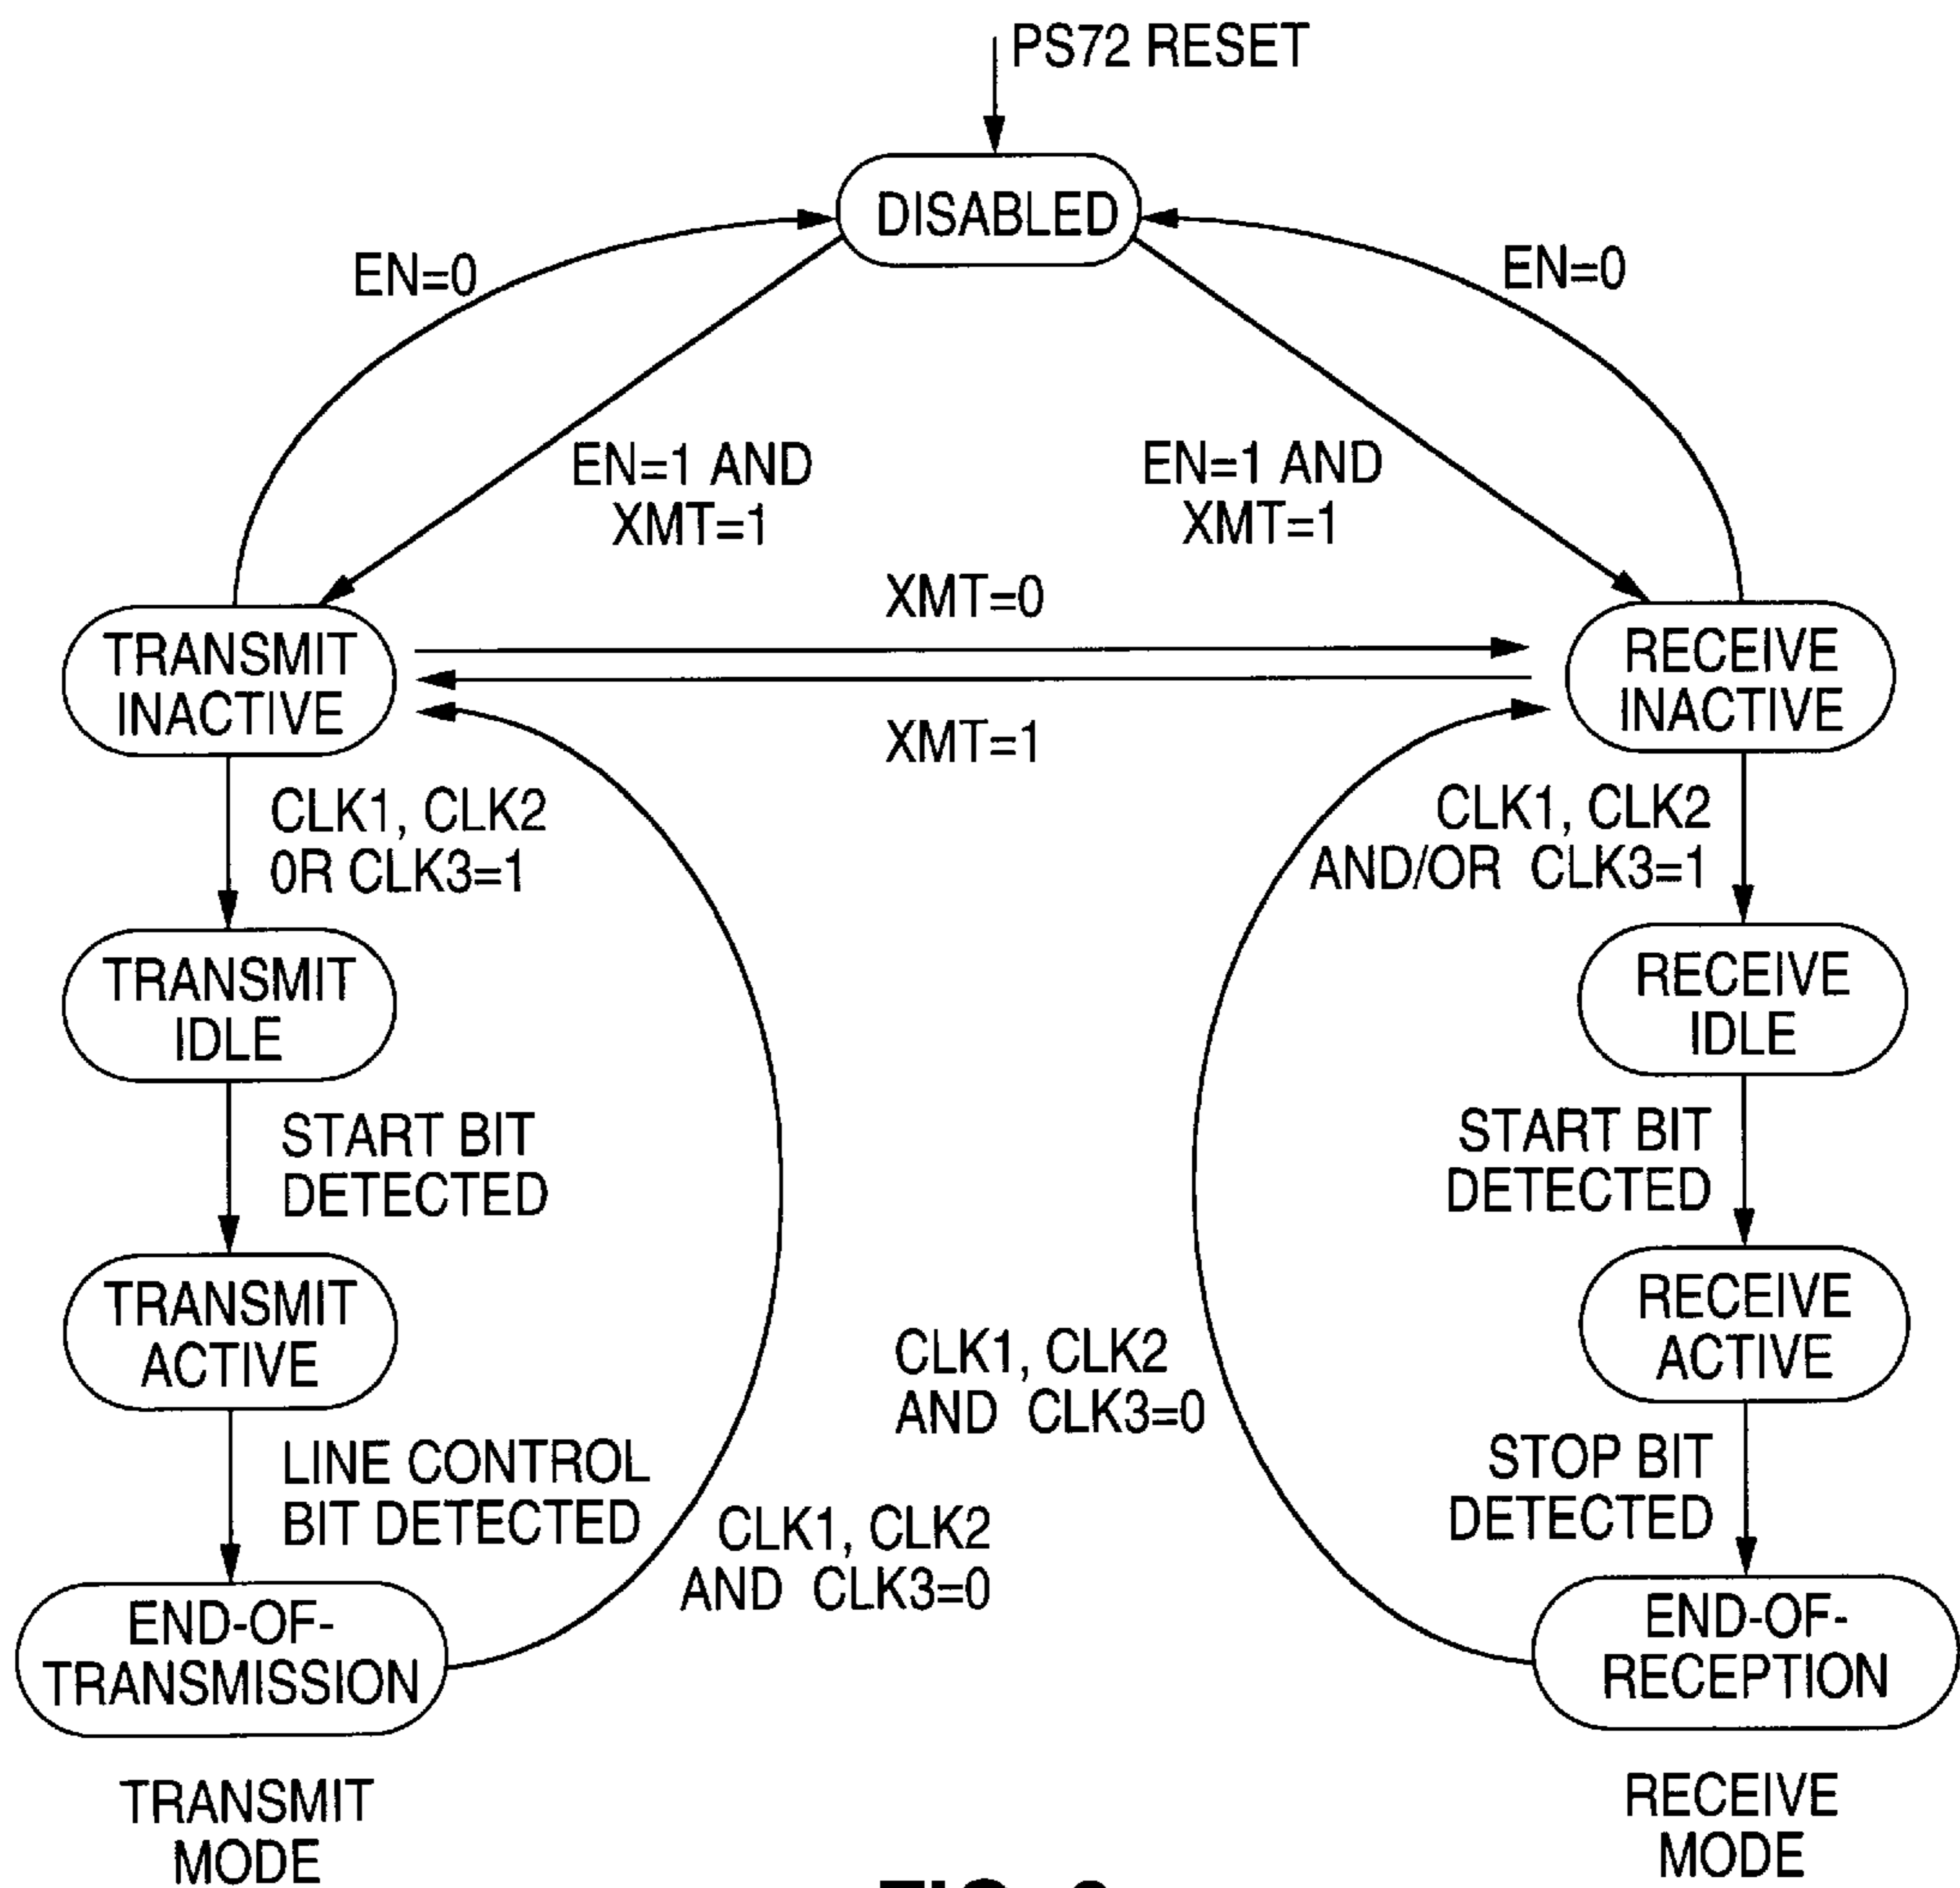 PS72 RESET
DISABLED
EN=0
EN=0
EN=1 AND
XMT=1
EN=1 AND
XMT=1
XMT=0
TRANSMIT
INACTIVE
RECEIVE
INACTIVE
XMT=1
CLK1, CLK2
OR CLK3=1
CLK1, CLK2
AND/OR CLK3=1
TRANSMIT
IDLE
RECEIVE
IDLE
START BIT
DETECTED
START BIT
DETECTED
TRANSMIT
ACTIVE
RECEIVE
ACTIVE
CLK1, CLK2
AND CLK3=0
LINE CONTROL
BIT DETECTED
STOP BIT
DETECTED
CLK1, CLK2
AND CLK3=0
END-OF-
TRANSMISSION
END-OF-
RECEPTION
TRANSMIT
MODE
RECEIVE
MODE